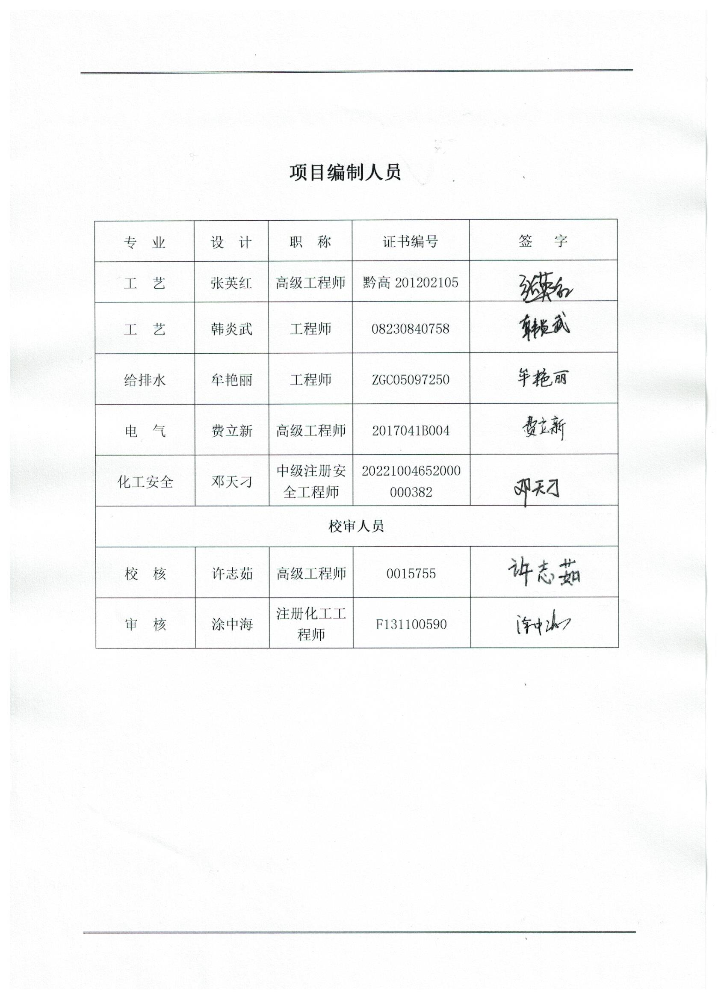 项目编制人员
专 业 设 计 职 称 证书编号 签 字
工 艺 张英红 高级工程师 黔高 201202105 张英红
工 艺 韩炎武 工程师 08230840758 韩炎武
给排水 牟艳丽 工程师 ZGC05097250 牟艳丽
电 气 费立新 高级工程师 2017041B004 费立新
化工安全 邓天刁 中级注册安 20221004652000 邓天刁
全工程师 000382
校审人员
校 核 许志茹 高级工程师 0015755 许志茹
审 核 涂中海 注册化工工 F131100590 涂中海
程师